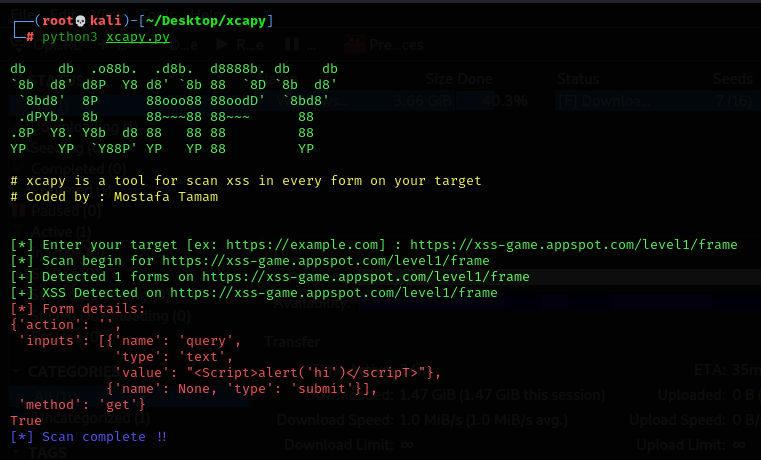 ┌──(root💀kali)-[~/Desktop/xcapy]
└─# python3 xcapy.py
db    db  .o88b.  .d8b.  d8888b. db    db
`8b  d8' d8P  Y8 d8' `8b 88  `8D `8b  d8'
 `8bd8'  8P      88ooo88 88oodD'  `8bd8'
 .dPYb.  8b      88~~~88 88~~~      88
.8P  Y8. Y8b  d8 88   88 88         88
YP    YP  `Y88P' YP   YP 88         YP
# xcapy is a tool for scan xss in every form on your target
# Coded by : Mostafa Tamam
[*] Enter your target [ex: https://example.com] : https://xss-game.appspot.com/level1/frame
[*] Scan begin for https://xss-game.appspot.com/level1/frame
[+] Detected 1 forms on https://xss-game.appspot.com/level1/frame
[+] XSS Detected on https://xss-game.appspot.com/level1/frame
[*] Form details:
{'action': '',
 'inputs': [{'name': 'query',
             'type': 'text',
             'value': "<Script>alert('hi')</scripT>"},
            {'name': None, 'type': 'submit'}],
 'method': 'get'}
True
[*] Scan complete !!
Size Done
Status
Seeds
3.66 GiB
40.3%
[F] Downloa...
7 (16)
Completed (0)
Paused (0)
Active (1)
Transfer
CATEGORIES
Uncategorized (1)
TAGS
ETA: 35m
1.47 GiB (1.47 GiB this session)
Uploaded: 0 B
Download Speed: 1.0 MiB/s (1.0 MiB/s avg.)
Upload Speed: 0 B
Download Limit: ∞
Upload Limit: ∞